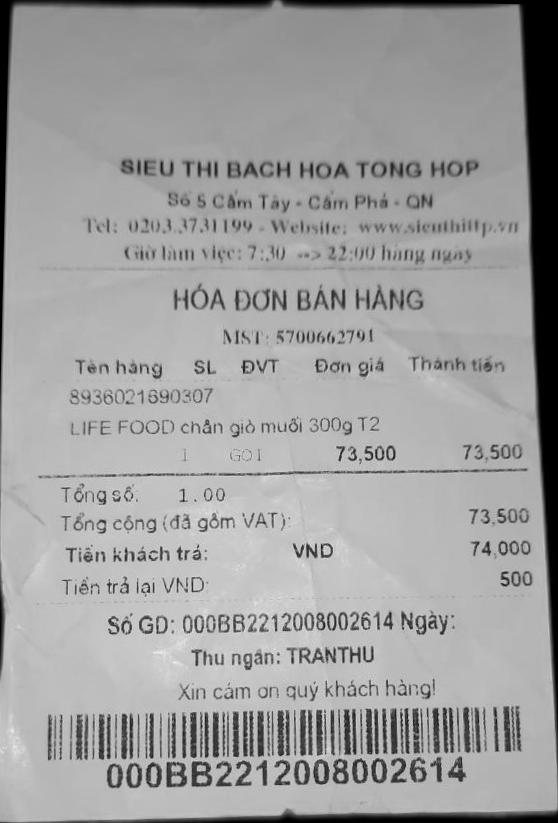 SIEU THI BACH HOA TONG HOP
Số 5 Cẩm Tây - Cẩm Phả - QN
Tel: 0203.3731199 - Website: www.sieuthittp.vn
Giờ làm việc: 7:30 --> 22:00 hàng ngày
HÓA ĐƠN BÁN HÀNG
MST: 5700662791
Tên hàng SL ĐVT Đơn giá Thành tiền
8936021690307
LIFE FOOD chân giò muối 300g T2
1 GOI 73,500 73,500
Tổng số: 1.00
Tổng cộng (đã gồm VAT): 73,500
Tiền khách trả: VND 74,000
Tiền trả lại VND: 500
Số GD: 000BB2212008002614 Ngày:
Thu ngân: TRANTHU
Xin cám ơn quý khách hàng!
000BB2212008002614